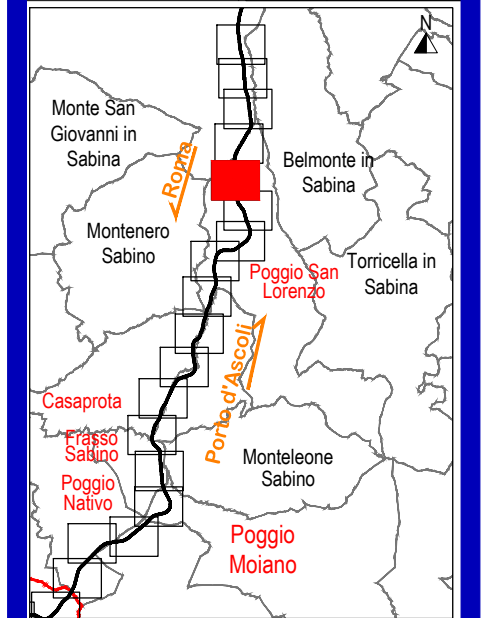 N
Monte San
Giovanni in
Sabina
Roma
Belmonte in
Sabina
Montenero
Sabino
Torricella in
Sabina
Poggio San
Lorenzo
Porto d'Ascoli
Casaprota
Frasso
Sabino
Monteleone
Sabino
Poggio
Nativo
Poggio
Moiano